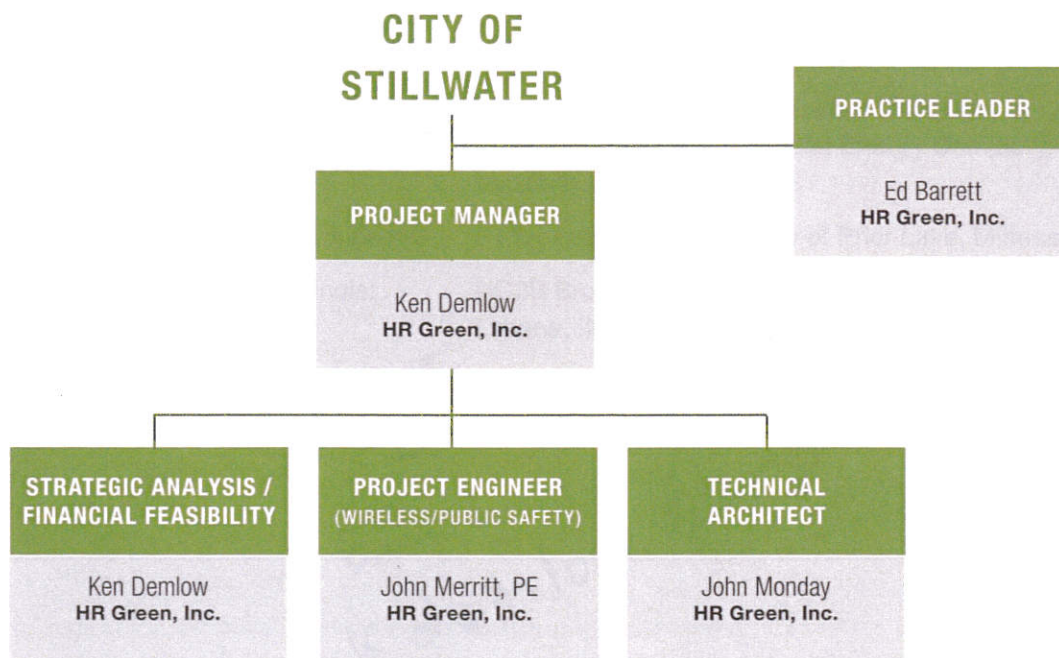 CITY OF
STILLWATER
PRACTICE LEADER
Ed Barrett
HR Green, Inc.
PROJECT MANAGER
Ken Demlow
HR Green, Inc.
STRATEGIC ANALYSIS /
FINANCIAL FEASIBILITY
Ken Demlow
HR Green, Inc.
PROJECT ENGINEER
(WIRELESS/PUBLIC SAFETY)
John Merritt, PE
HR Green, Inc.
TECHNICAL
ARCHITECT
John Monday
HR Green, Inc.